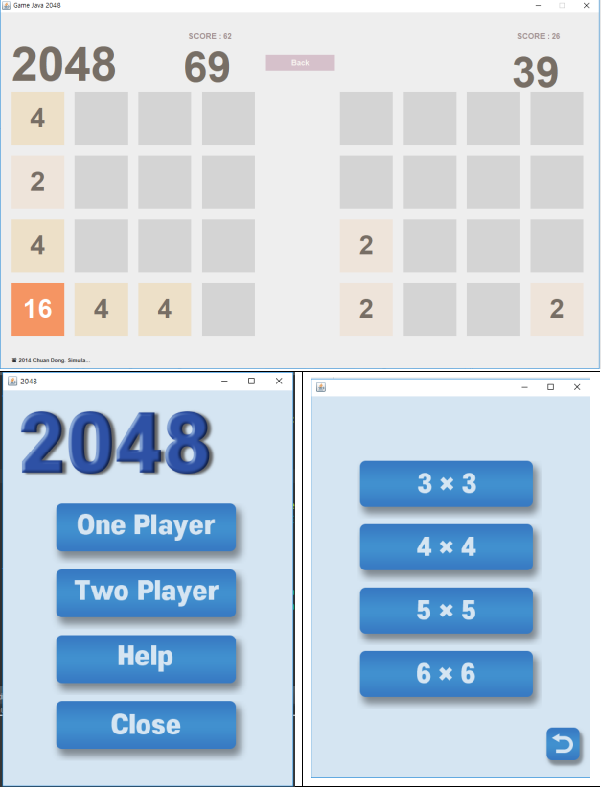 Game Java 2048
SCORE : 62
SCORE : 26
2048
69
Back
39
4
2
4
2
16 4 4
2 2
2014 Chuan Dong. Simula...
2048
2048
One Player
Two Player
Help
Close
3 × 3
4 × 4
5 × 5
6 × 6